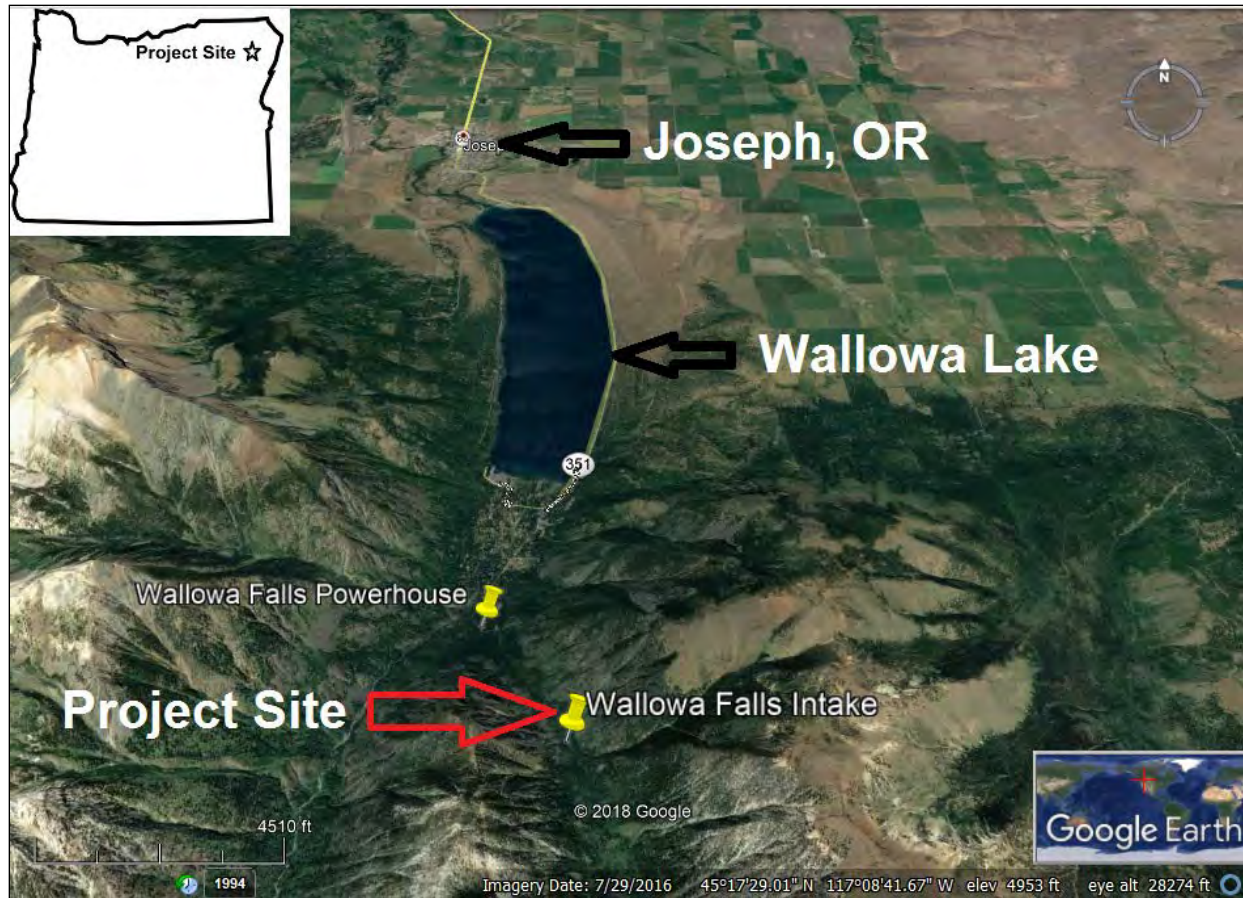 Project Site
N
Joseph, OR
Wallowa Lake
351
Wallowa Falls Powerhouse
Project Site
Wallowa Falls Intake
© 2018 Google
4510 ft
Google Earth
1994
Imagery Date: 7/29/2016 45°17'29.01" N 117°08'41.67" W elev 4953 ft eye alt 28274 ft